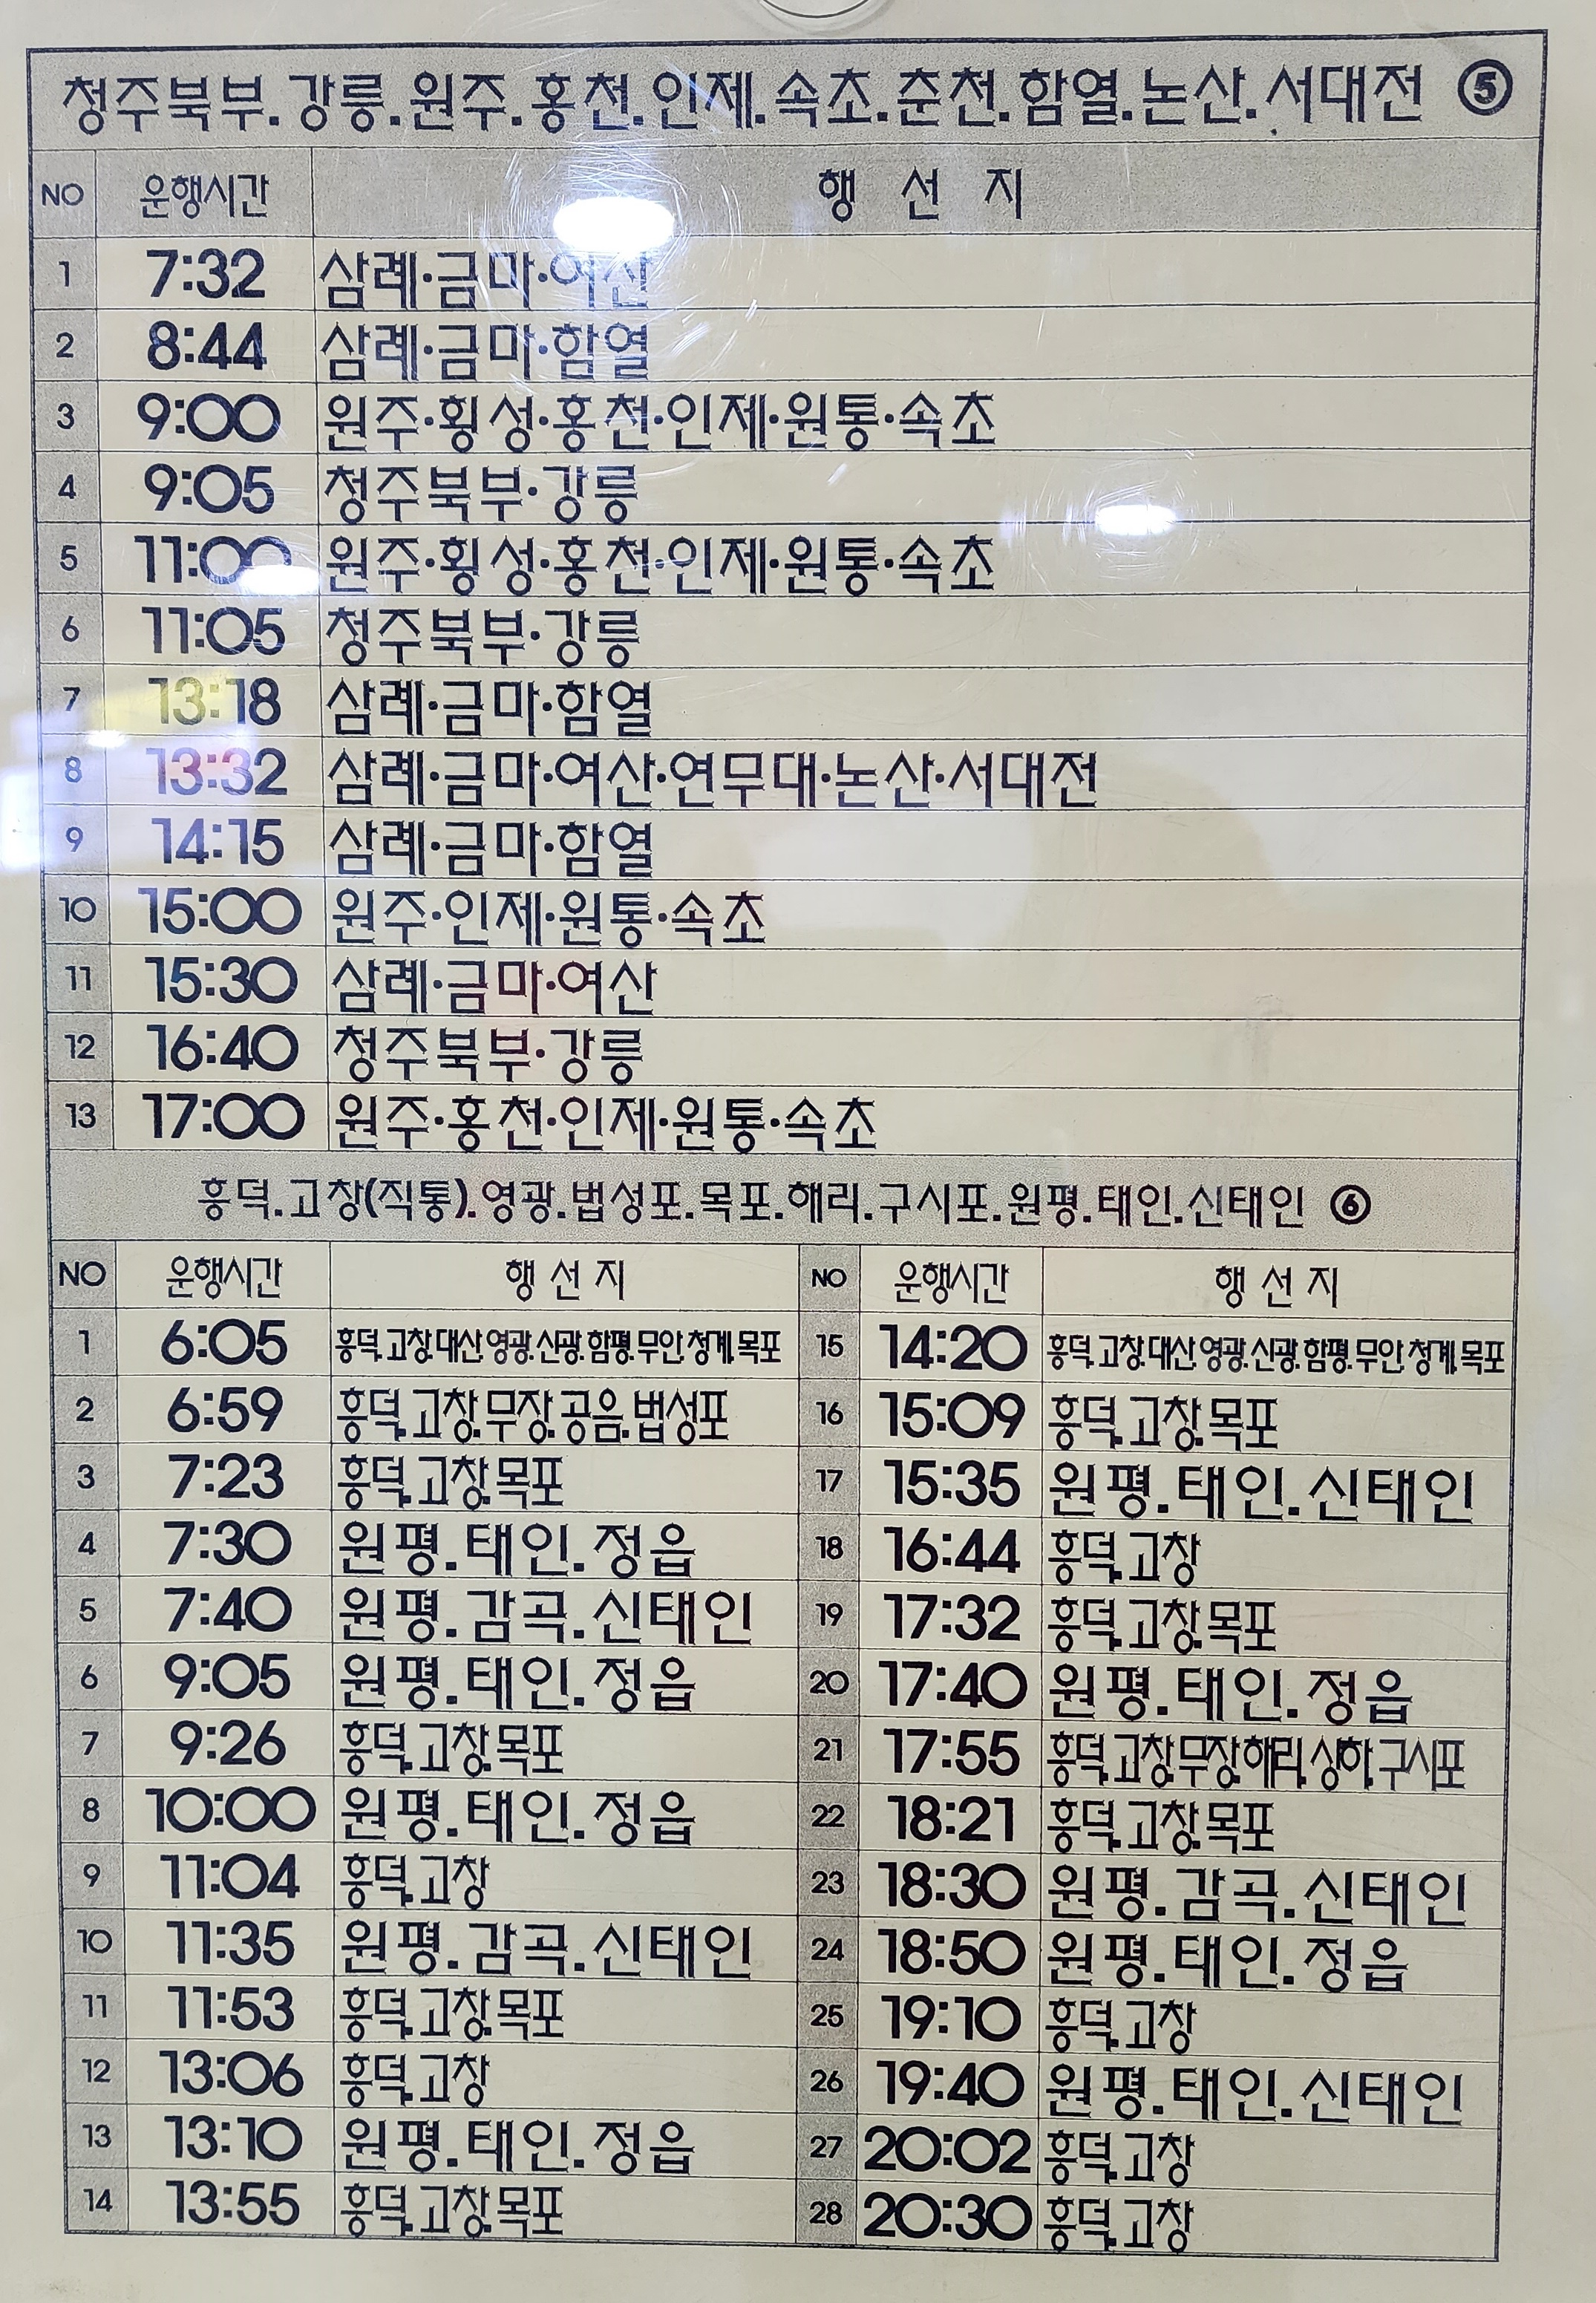 청주북부.강릉.원주.홍천.인제.속초.춘천.함열.논산.서대전 ⑤
NO 운행시간 행 선 지
1 7:32 삼례·금마·여산
2 8:44 삼례·금마·함열
3 9:00 원주·횡성·홍천·인제·원통·속초
4 9:05 청주북부·강릉
5 11:00 원주·횡성·홍천·인제·원통·속초
6 11:05 청주북부·강릉
7 13:18 삼례·금마·함열
8 13:32 삼례·금마·여산·연무대·논산·서대전
9 14:15 삼례·금마·함열
10 15:00 원주·인제·원통·속초
11 15:30 삼례·금마·여산
12 16:40 청주북부·강릉
13 17:00 원주·홍천·인제·원통·속초
흥덕.고창(직통).영광.법성포.목포.해리.구시포.원평.태인.신태인 ⑥
NO 운행시간 행 선 지 NO 운행시간 행 선 지
1 6:05 흥덕.고창.대산.영광.신광.함평.무안.청계.목포 15 14:20 흥덕.고창.대산.영광.신광.함평.무안.청계.목포
2 6:59 흥덕.고창.무장.공음.법성포 16 15:09 흥덕.고창.목포
3 7:23 흥덕.고창.목포 17 15:35 원평.태인.신태인
4 7:30 원평.태인.정읍 18 16:44 흥덕.고창
5 7:40 원평.감곡.신태인 19 17:32 흥덕.고창.목포
6 9:05 원평.태인.정읍 20 17:40 원평.태인.정읍
7 9:26 흥덕.고창.목포 21 17:55 흥덕.고창.무장.해리.상하.구시포
8 10:00 원평.태인.정읍 22 18:21 흥덕.고창.목포
9 11:04 흥덕.고창 23 18:30 원평.감곡.신태인
10 11:35 원평.감곡.신태인 24 18:50 원평.태인.정읍
11 11:53 흥덕.고창.목포 25 19:10 흥덕.고창
12 13:06 흥덕.고창 26 19:40 원평.태인.신태인
13 13:10 원평.태인.정읍 27 20:02 흥덕.고창
14 13:55 흥덕.고창.목포 28 20:30 흥덕.고창